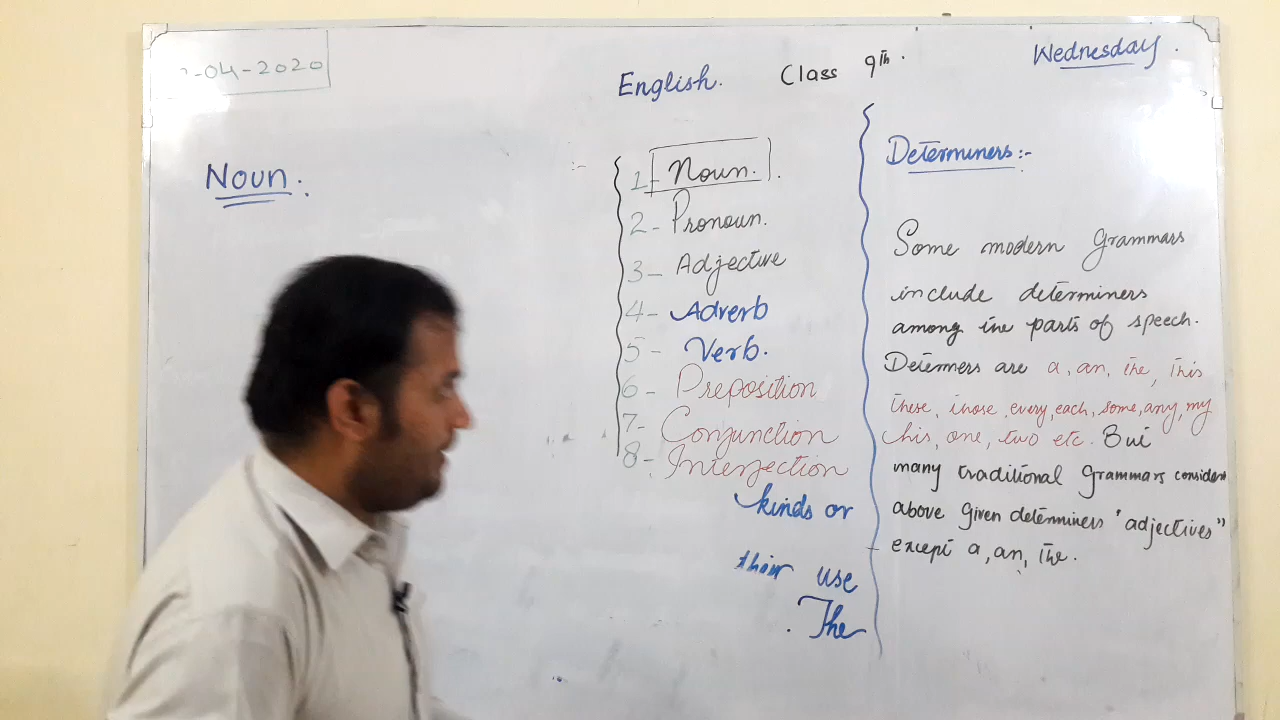 -04-2020
English. Class 9th.
Wednesday.
Noun:
:-
1- Noun.
2- Pronoun.
3- Adjective
4- Adverb
5- Verb.
6- Preposition
7- Conjunction
8- Interjection
kinds or
their use
The
Determiners:-
Some modern Grammars
include determiners
among the parts of speech.
Determers are a, an, the, this
these, those, every, each, some, any, my
his, one, two etc. But
many traditional Grammars consider
above given determiners "adjectives"
except a, an, the.